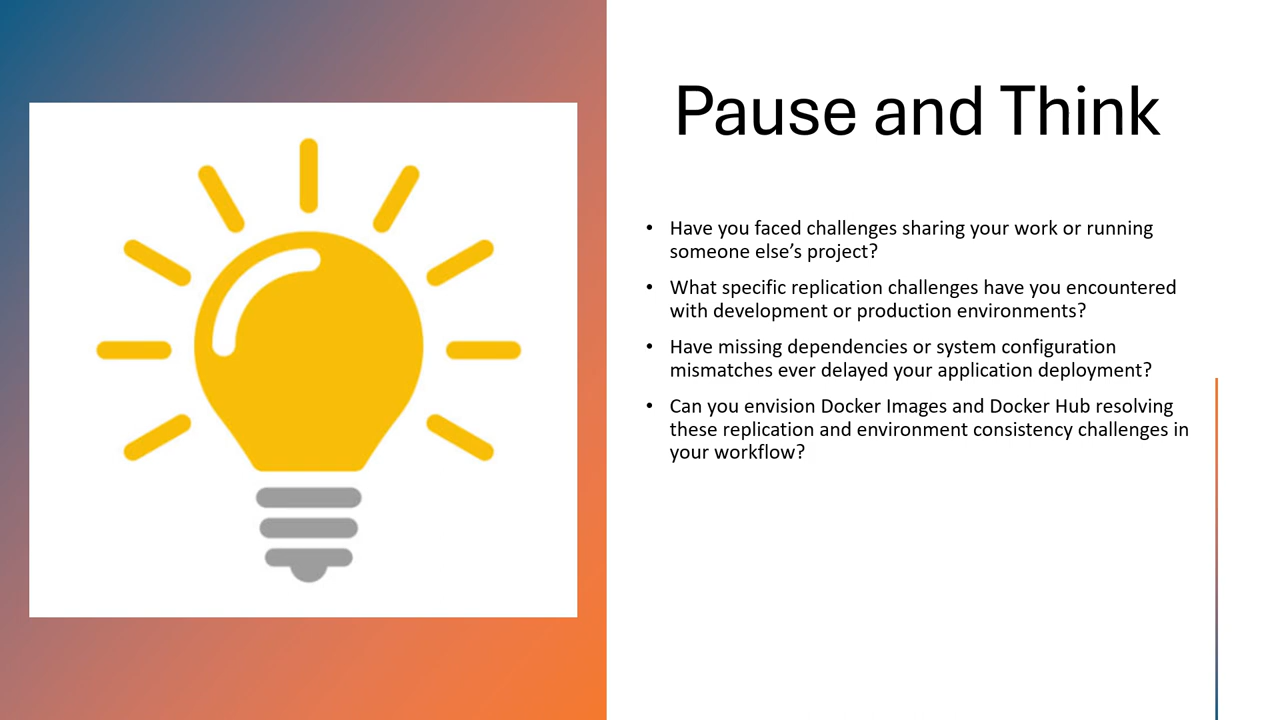 Pause and Think
• Have you faced challenges sharing your work or running
someone else’s project?
• What specific replication challenges have you encountered
with development or production environments?
• Have missing dependencies or system configuration
mismatches ever delayed your application deployment?
• Can you envision Docker Images and Docker Hub resolving
these replication and environment consistency challenges in
your workflow?